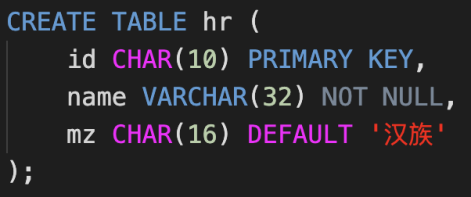 CREATE TABLE hr (
    id CHAR(10) PRIMARY KEY,
    name VARCHAR(32) NOT NULL,
    mz CHAR(16) DEFAULT '汉族'
);